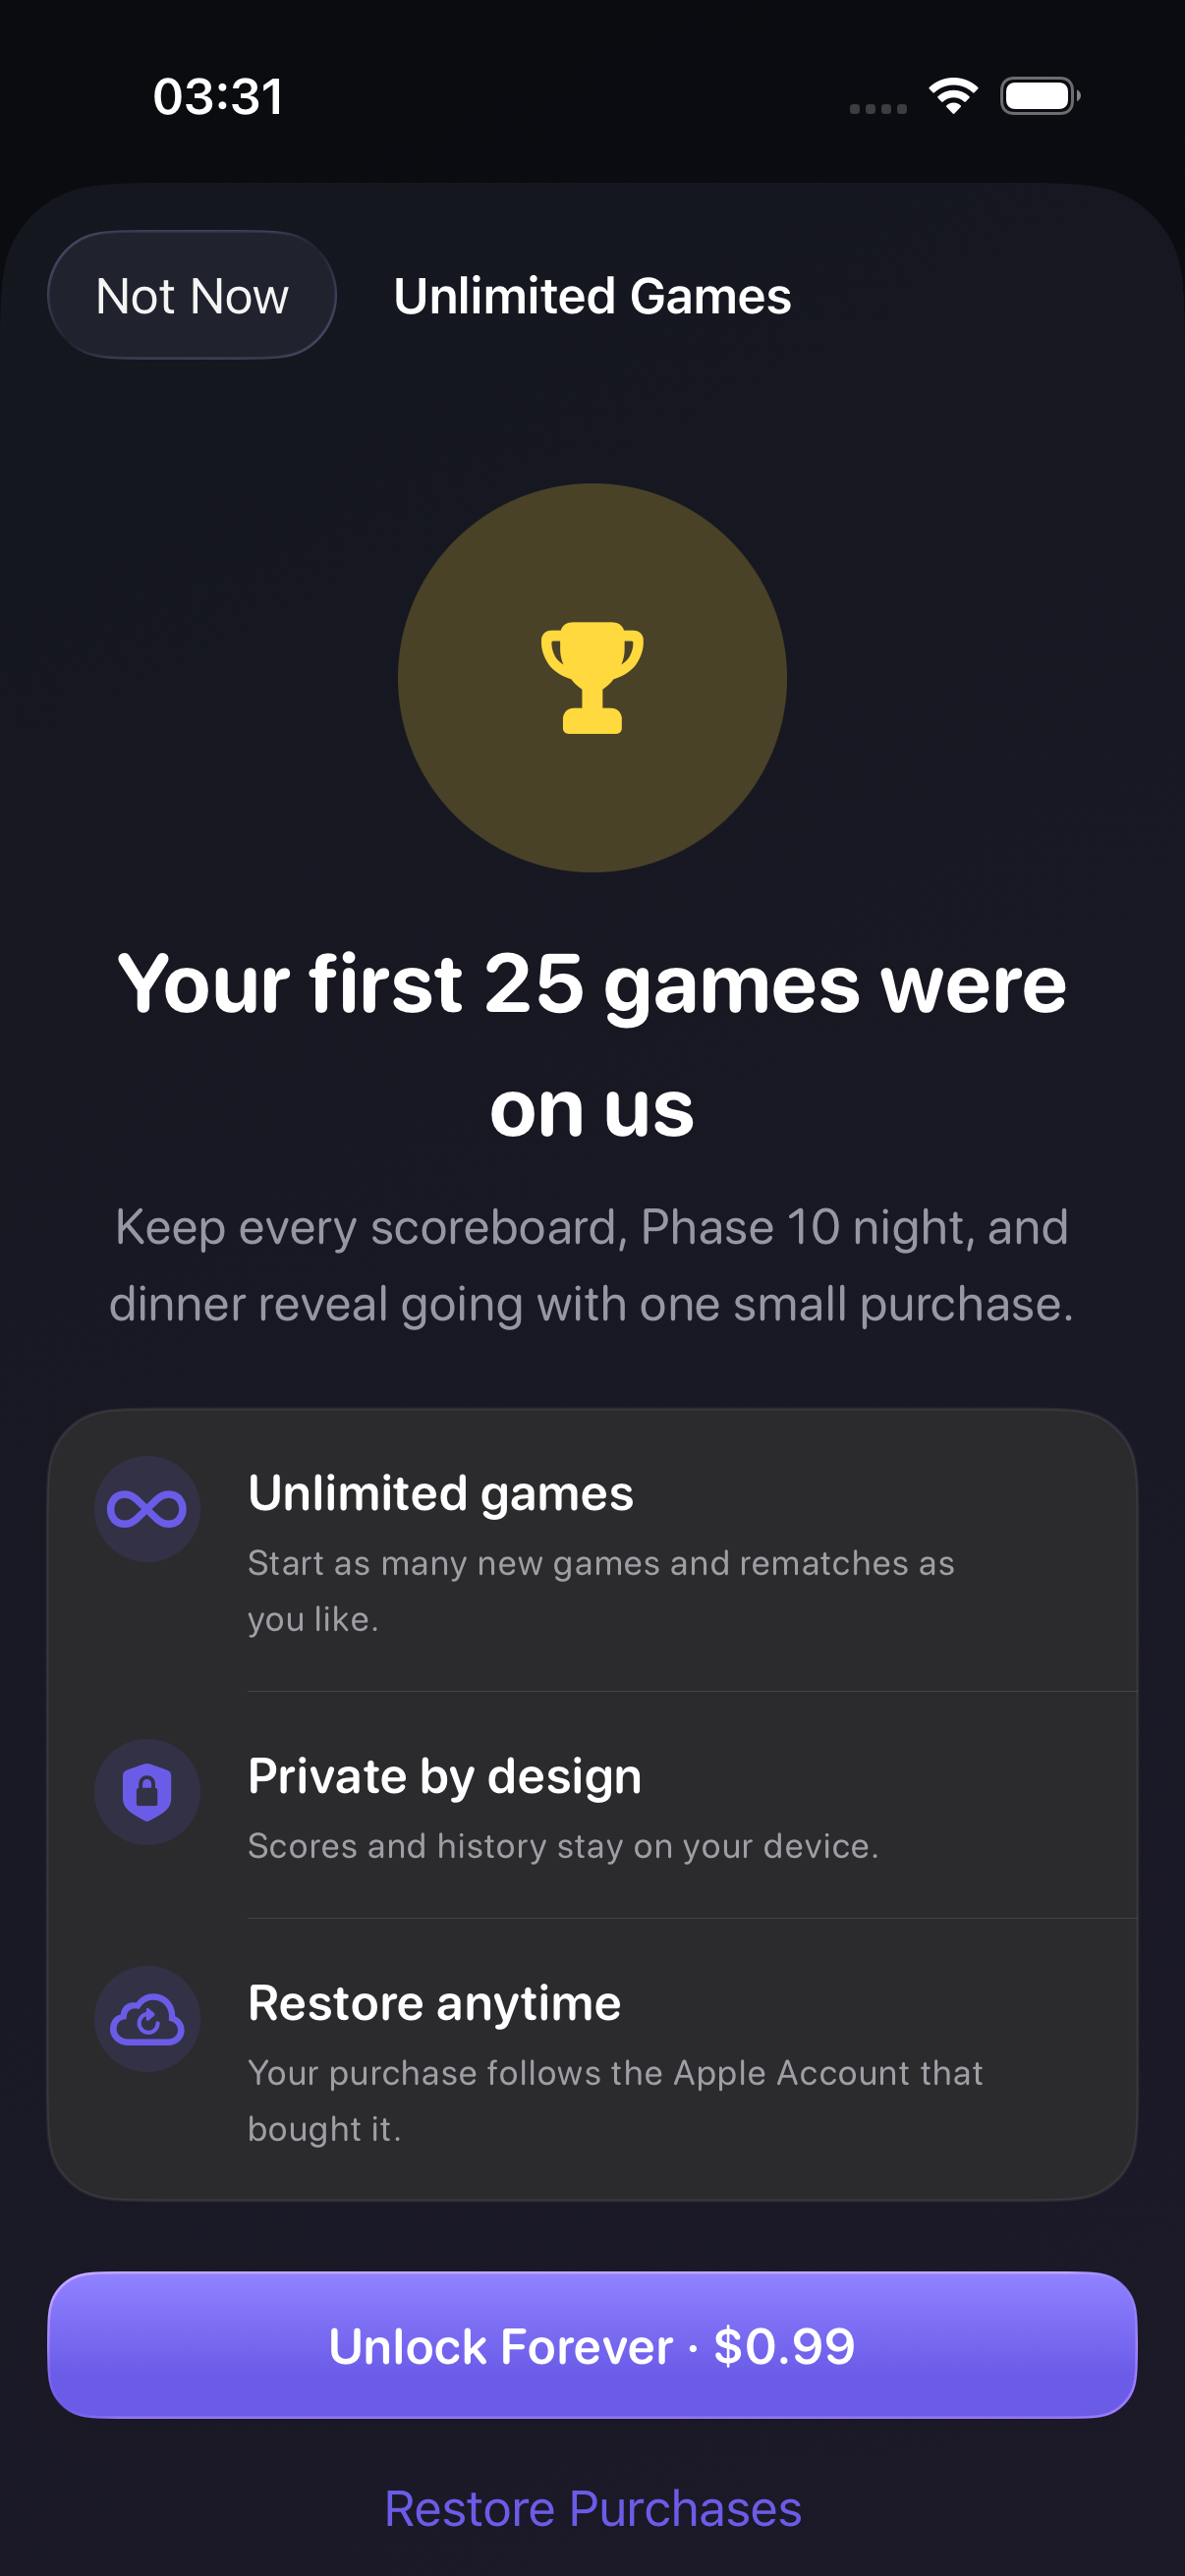 03:31
Not Now
Unlimited Games
Your first 25 games were
on us
Keep every scoreboard, Phase 10 night, and
dinner reveal going with one small purchase.
Unlimited games
Start as many new games and rematches as
you like.
Private by design
Scores and history stay on your device.
Restore anytime
Your purchase follows the Apple Account that
bought it.
Unlock Forever · $0.99
Restore Purchases